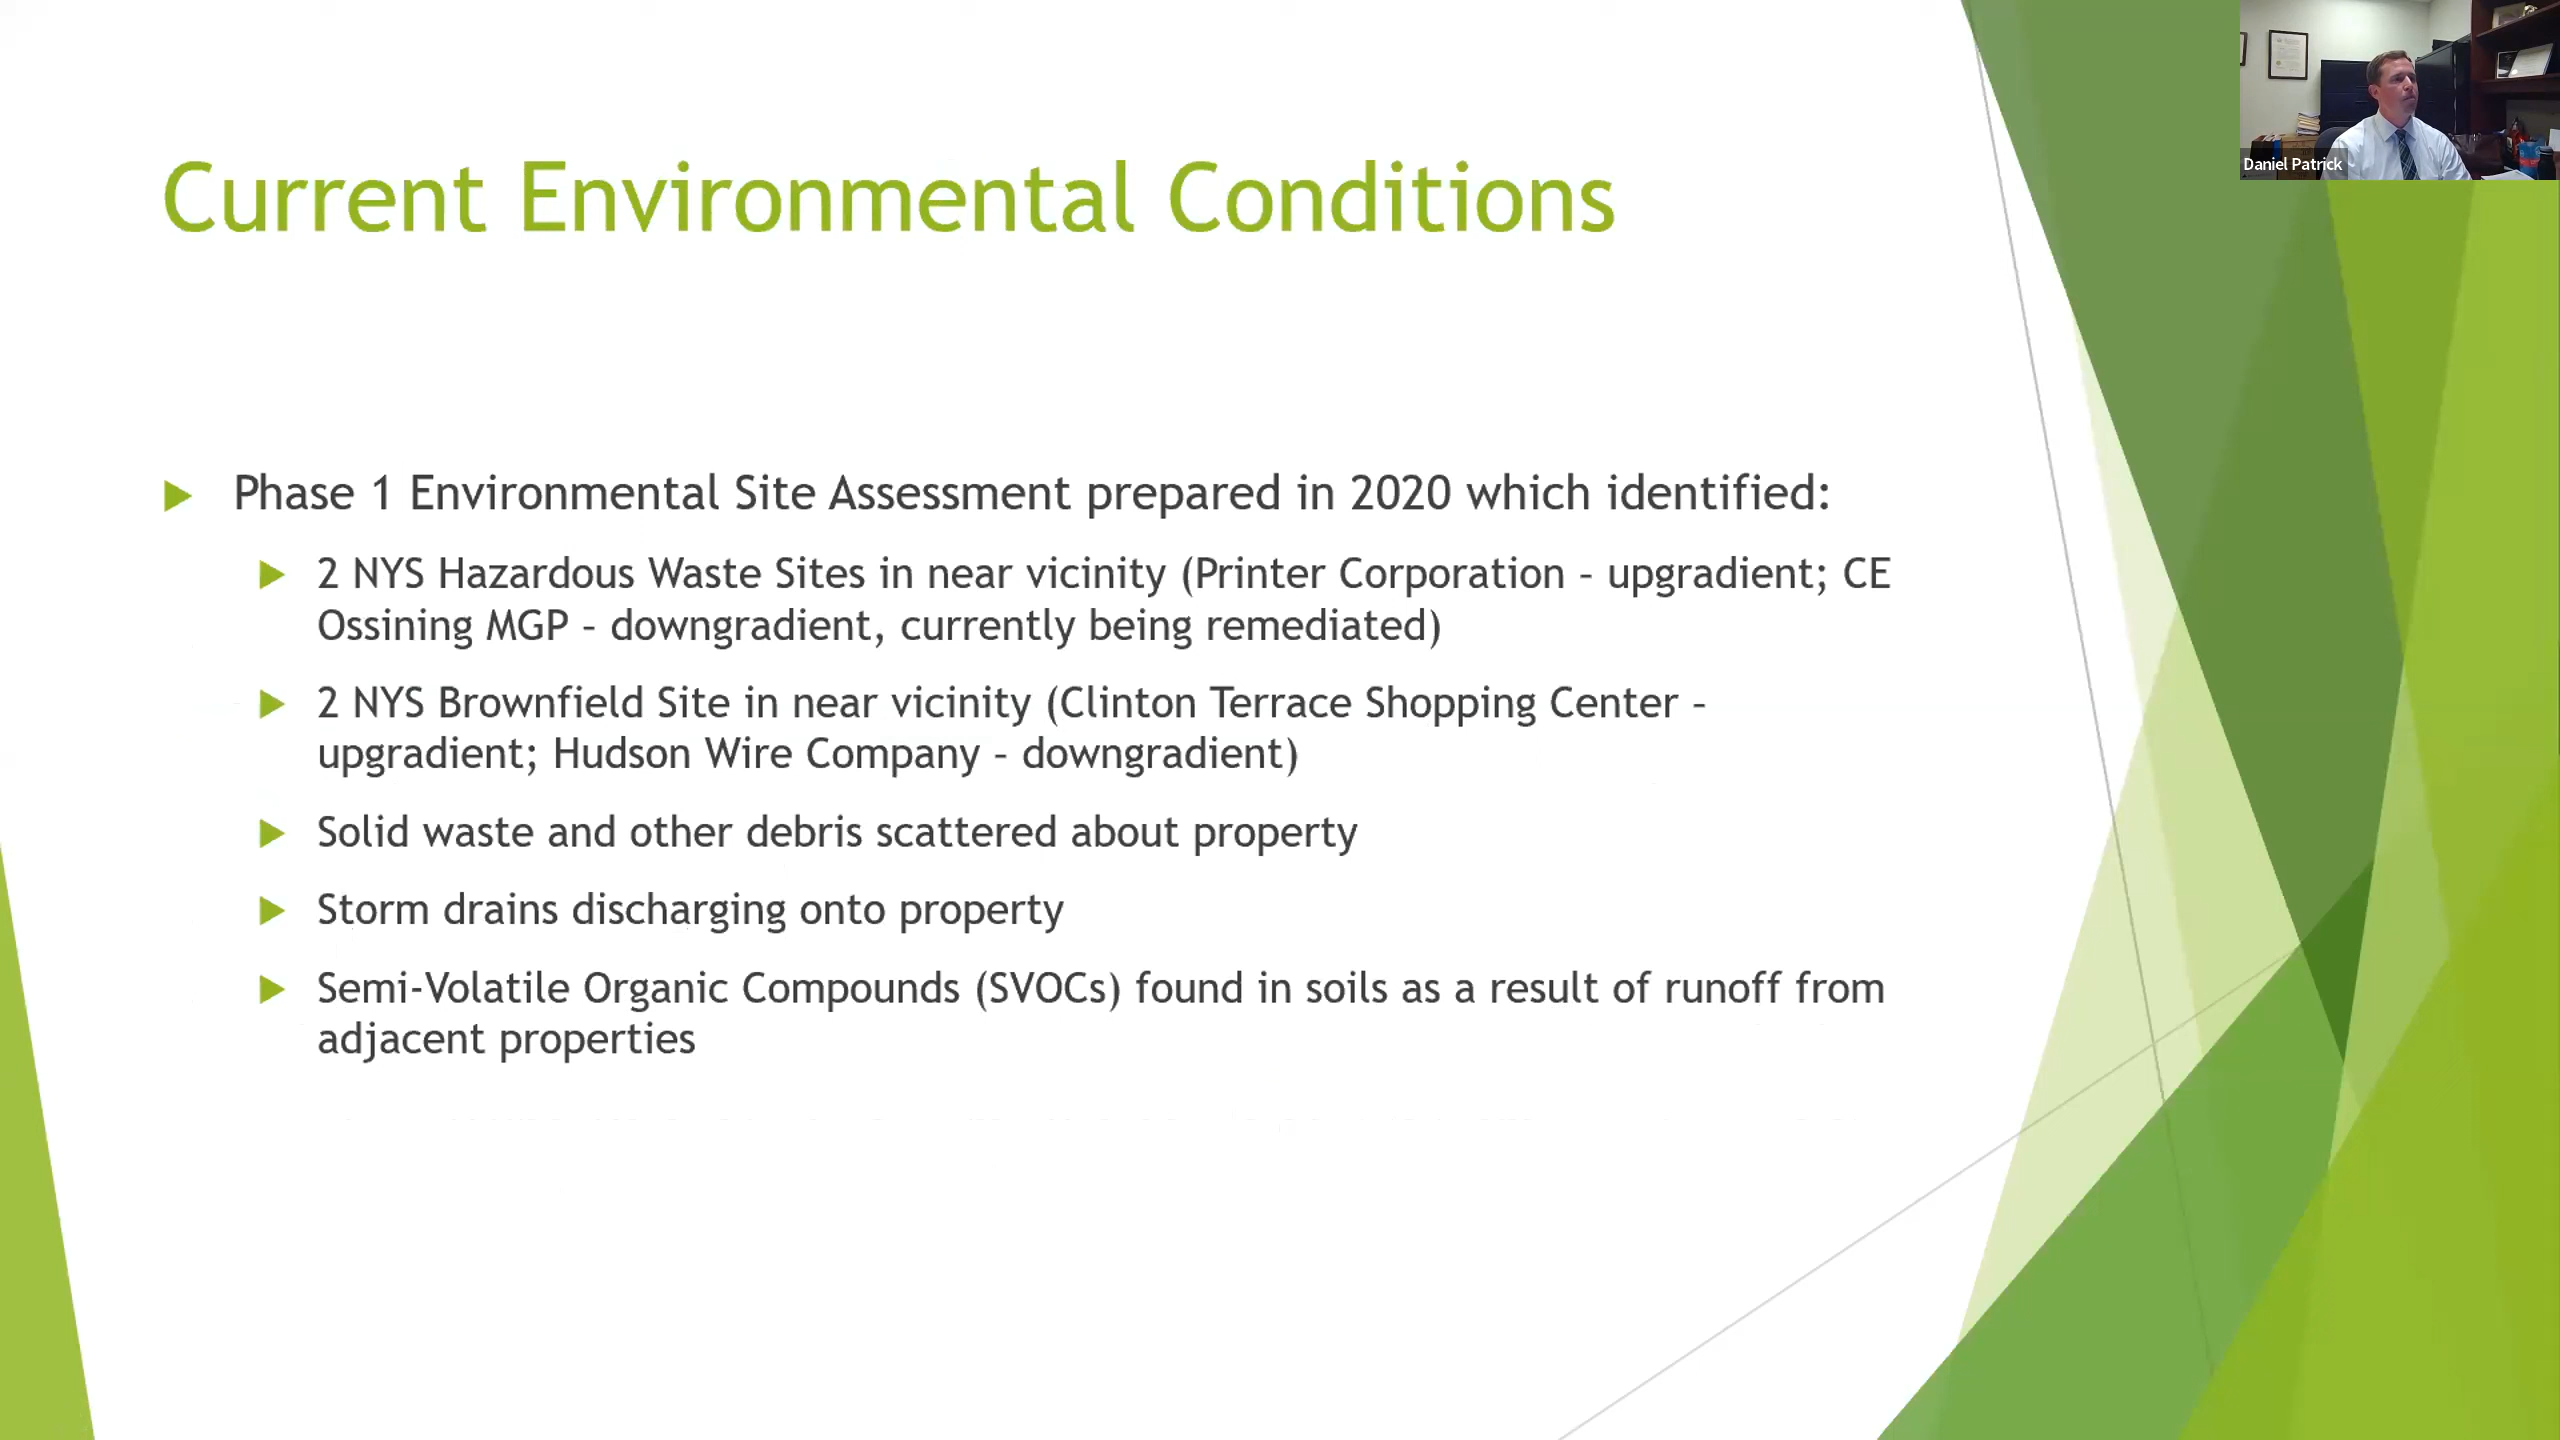 Current Environmental Conditions
Phase 1 Environmental Site Assessment prepared in 2020 which identified:
2 NYS Hazardous Waste Sites in near vicinity (Printer Corporation – upgradient; CE
Ossining MGP – downgradient, currently being remediated)
2 NYS Brownfield Site in near vicinity (Clinton Terrace Shopping Center –
upgradient; Hudson Wire Company – downgradient)
Solid waste and other debris scattered about property
Storm drains discharging onto property
Semi-Volatile Organic Compounds (SVOCs) found in soils as a result of runoff from
adjacent properties
Daniel Patrick